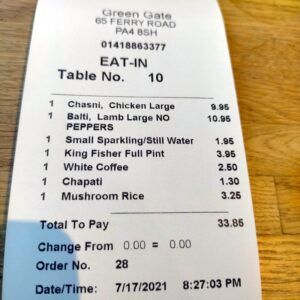 Green Gate
65 FERRY ROAD
PA4 8SH
01418863377
EAT-IN
Table No. 10
1 Chasni, Chicken Large 9.95
1 Balti, Lamb Large NO 10.95
PEPPERS
1 Small Sparkling/Still Water 1.95
1 King Fisher Full Pint 3.95
1 White Coffee 2.50
1 Chapati 1.30
1 Mushroom Rice 3.25
Total To Pay 33.85
Change From 0.00 = 0.00
Order No. 28
Date/Time: 7/17/2021 8:27:03 PM